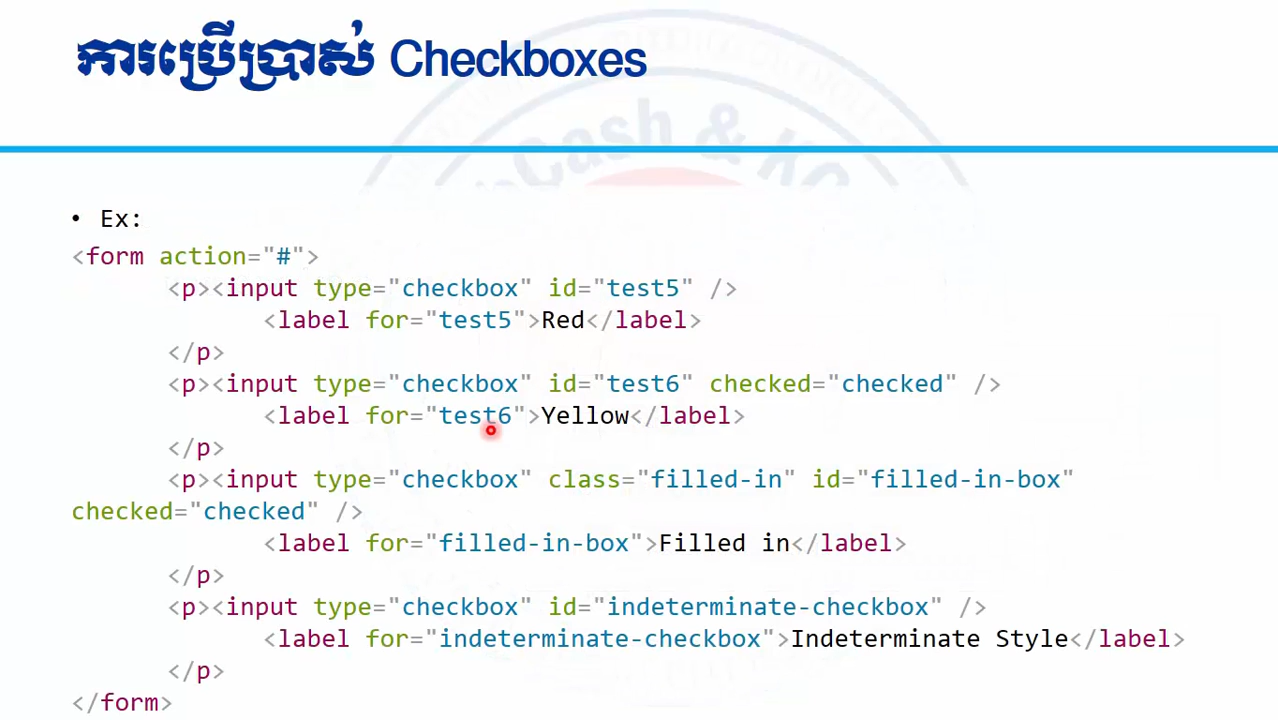 ការប្រើប្រាស់ Checkboxes
Cash & K
• Ex:
<form action="#">
<p><input type="checkbox" id="test5" />
<label for="test5">Red</label>
</p>
<p><input type="checkbox" id="test6" checked="checked" />
<label for="test6">Yellow</label>
</p>
<p><input type="checkbox" class="filled-in" id="filled-in-box"
checked="checked" />
<label for="filled-in-box">Filled in</label>
</p>
<p><input type="checkbox" id="indeterminate-checkbox" />
<label for="indeterminate-checkbox">Indeterminate Style</label>
</p>
</form>